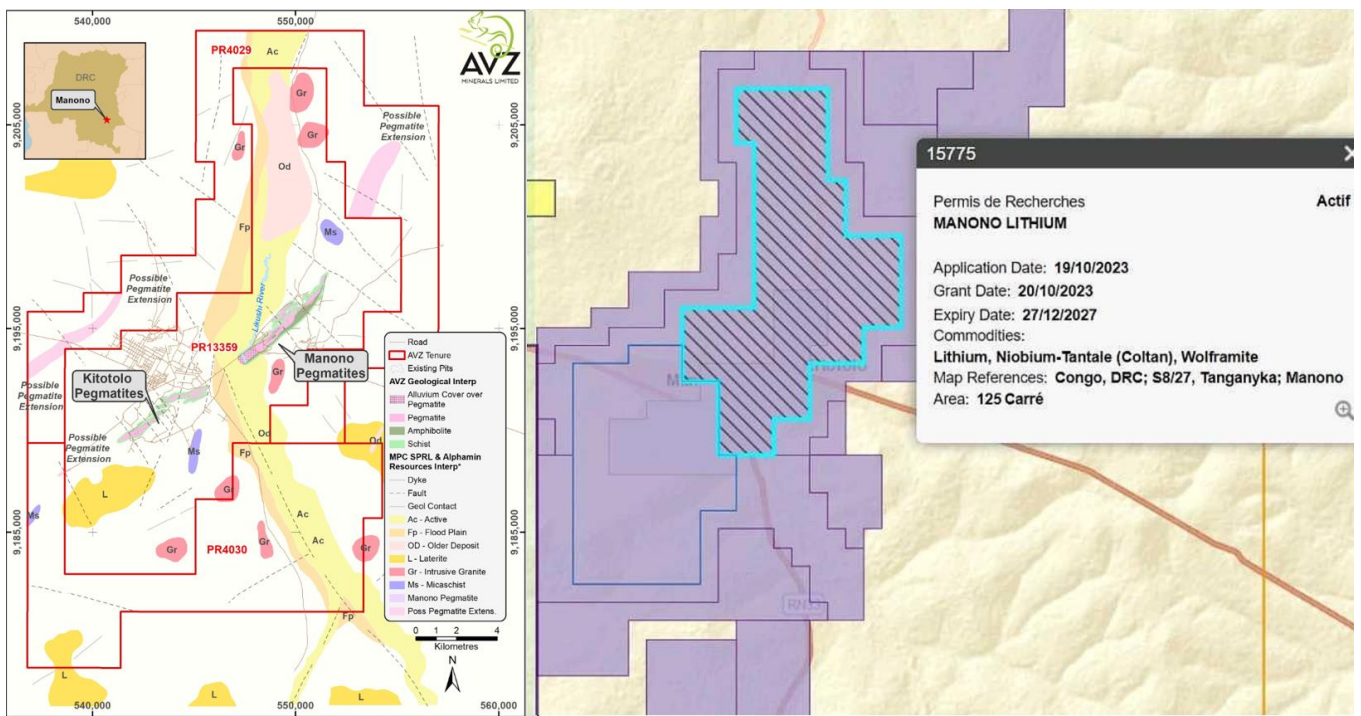 540,000
550,000
PR4029
Ac
AVZ
MINERALS LIMITED
DRC
Manono
Gr
Possible
Pegmatite
Extension
9,205,000
9,205,000
Gr
Gr
Od
Fp
Ms
Possible
Pegmatite
Extension
Likushi River
9,195,000
9,195,000
PR13359
Manono
Pegmatites
Kitotolo
Pegmatites
Gr
Possible
Pegmatite
Extension
Possible
Pegmatite
Extension
Od
Od
Ms
Fp
L
Gr
Ms
Ac
Ac
9,185,000
9,185,000
Gr
Gr
Gr
PR4030
Fp
L
L
L
L
Road
AVZ Tenure
Existing Pits
AVZ Geological Interp
Alluvium Cover over
Pegmatite
Pegmatite
Amphibolite
Schist
MPC SPRL & Alphamin
Resources Interp*
Dyke
Fault
Geol Contact
Ac - Active
Fp - Flood Plain
OD - Older Deposit
L - Laterite
Gr - Intrusive Granite
Ms - Micaschist
Manono Pegmatite
Poss Pegmatite Extens.
0 1 2 4
Kilometres
N
540,000
550,000
560,000
RN33
15775
Permis de Recherches Actif
MANONO LITHIUM
Application Date: 19/10/2023
Grant Date: 20/10/2023
Expiry Date: 27/12/2027
Commodities:
Lithium, Niobium-Tantale (Coltan), Wolframite
Map References: Congo, DRC; S8/27, Tanganyka; Manono
Area: 125 Carré